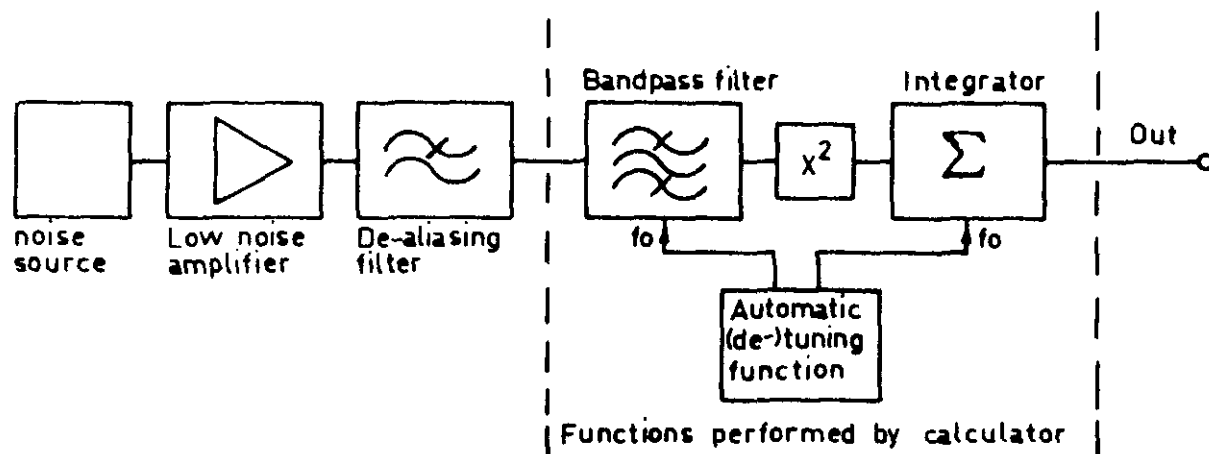 Bandpass filter
Integrator
Out
X²
Σ
noise
source
Low noise
amplifier
De-aliasing
filter
fo
fo
Automatic
(de-)tuning
function
Functions performed by calculator